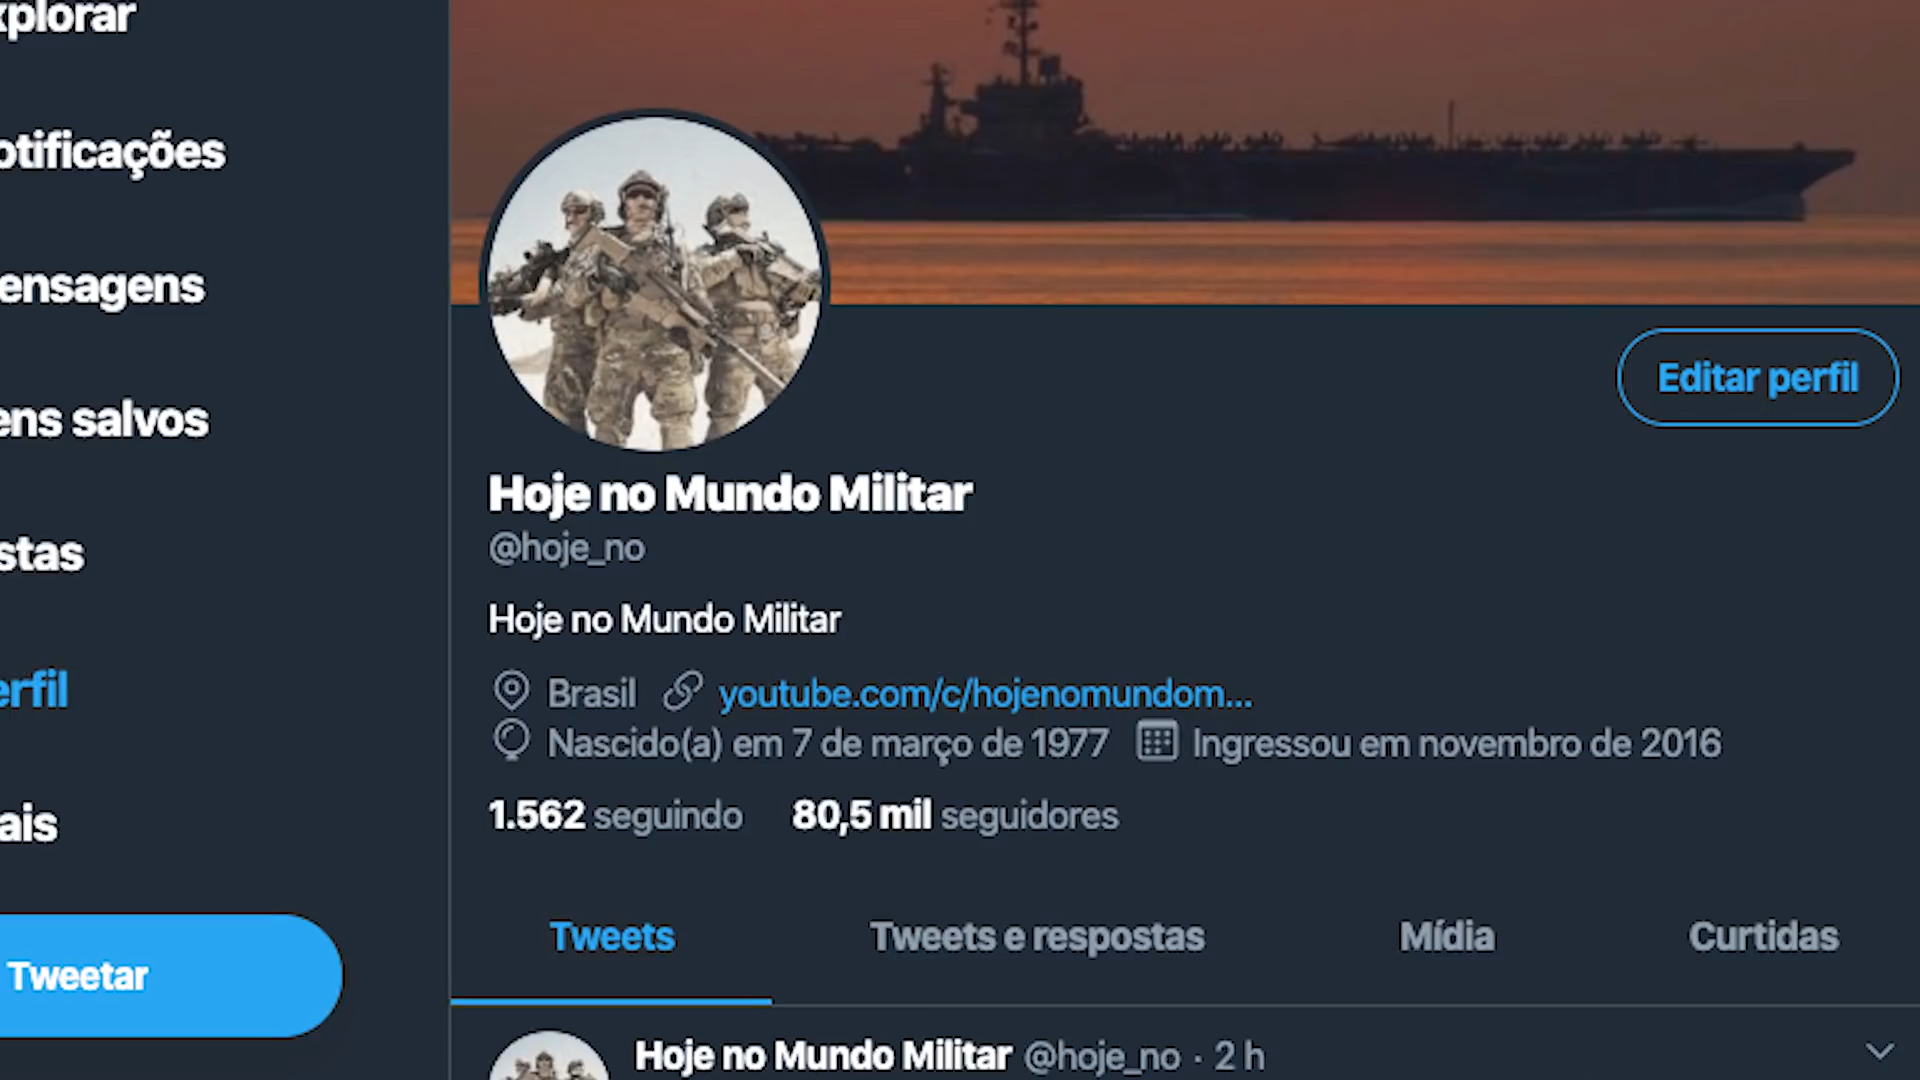 xplorar
otificações
ensagens
ens salvos
stas
erfil
ais
Tweetar
Editar perfil
Hoje no Mundo Militar
@hoje_no
Hoje no Mundo Militar
Brasil youtube.com/c/hojenomundom...
Nascido(a) em 7 de março de 1977 Ingressou em novembro de 2016
1.562 seguindo 80,5 mil seguidores
Tweets Tweets e respostas Mídia Curtidas
Hoje no Mundo Militar @hoje_no · 2 h